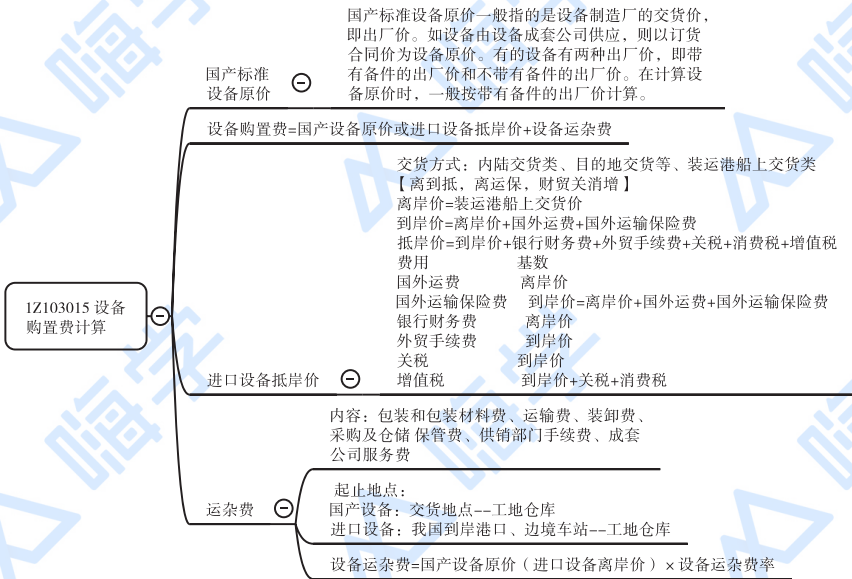 国产标准设备原价一般指的是设备制造厂的交货价，
即出厂价。如设备由设备成套公司供应，则以订货
合同价为设备原价。有的设备有两种出厂价，即带
有备件的出厂价和不带有备件的出厂价。在计算设
备原价时，一般按带有备件的出厂价计算。
国产标准
设备原价
设备购置费=国产设备原价或进口设备抵岸价+设备运杂费
交货方式：内陆交货类、目的地交货等、装运港船上交货类
【离到抵，离运保，财贸关消增】
离岸价=装运港船上交货价
到岸价=离岸价+国外运费+国外运输保险费
抵岸价=到岸价+银行财务费+外贸手续费+关税+消费税+增值税
费用 基数
国外运费 离岸价
国外运输保险费 到岸价=离岸价+国外运费+国外运输保险费
银行财务费 离岸价
外贸手续费 到岸价
关税 到岸价
增值税 到岸价+关税+消费税
进口设备抵岸价
1Z103015 设备
购置费计算
内容：包装和包装材料费、运输费、装卸费、
采购及仓储 保管费、供销部门手续费、成套
公司服务费
运杂费
起止地点：
国产设备：交货地点--工地仓库
进口设备：我国到岸港口、边境车站--工地仓库
设备运杂费=国产设备原价（进口设备离岸价）×设备运杂费率
嗨学
嗨学
嗨学
嗨学